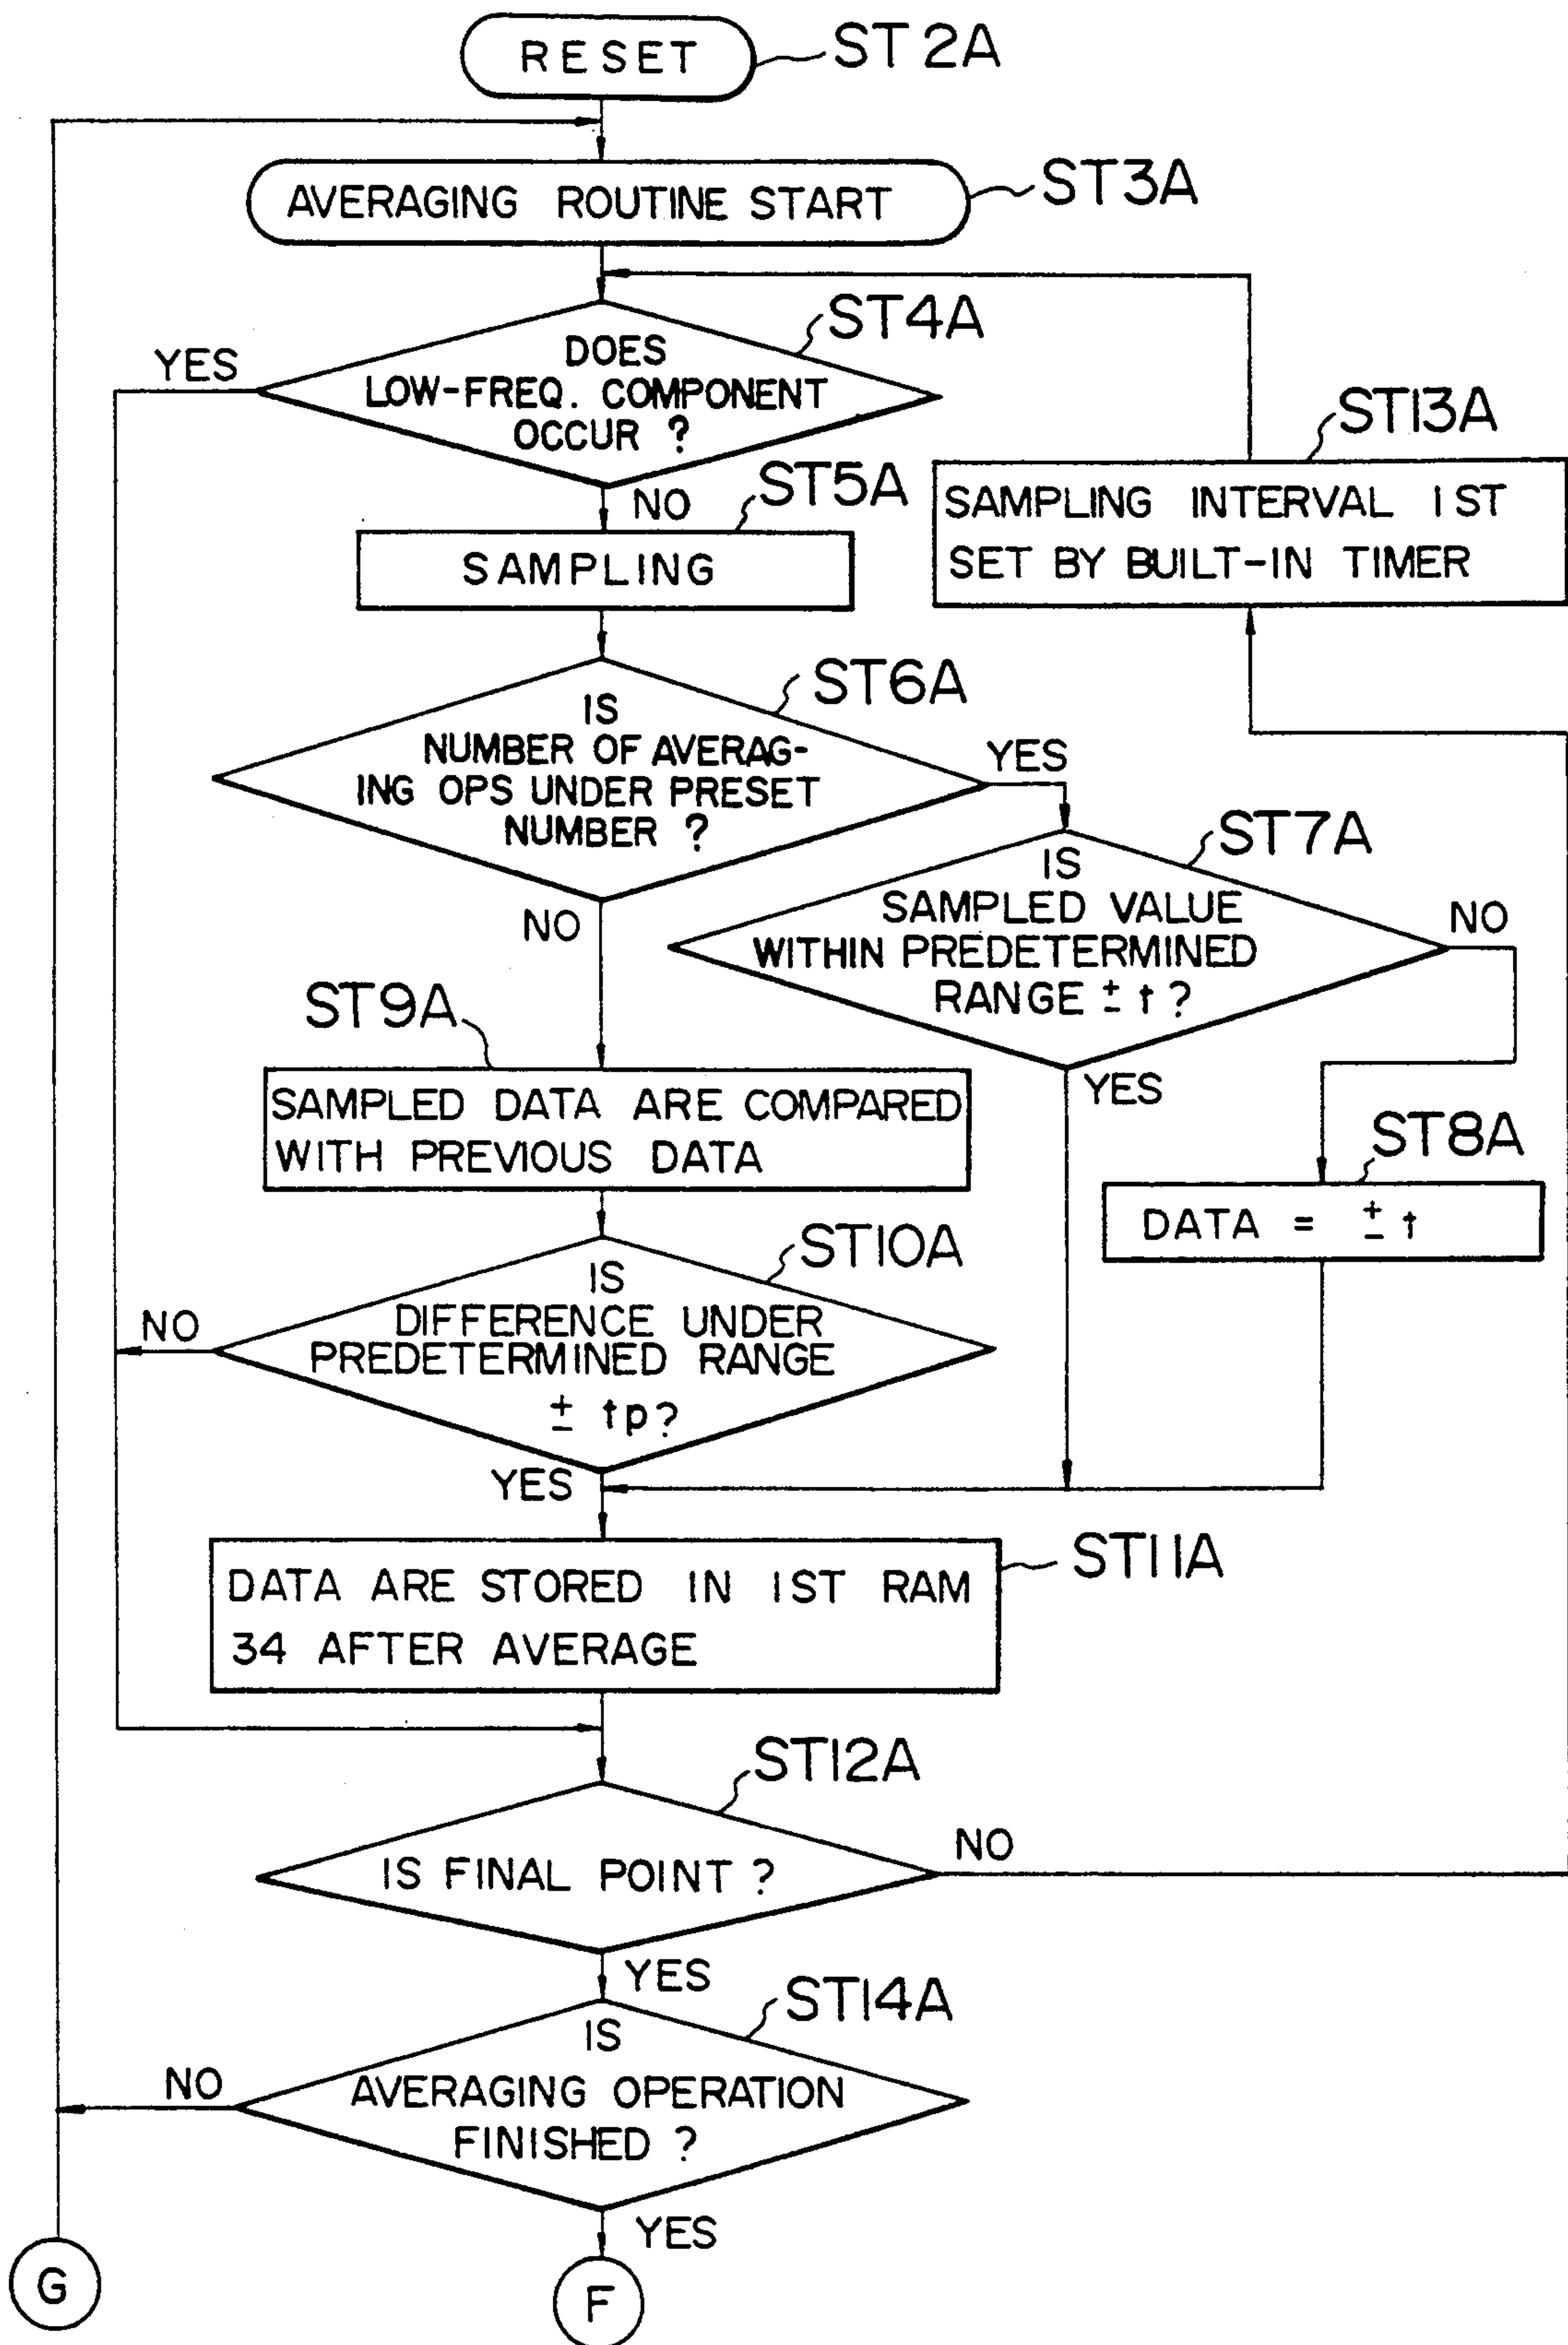 RESET
ST2A
AVERAGING ROUTINE START
ST3A
ST4A
DOES
LOW-FREQ. COMPONENT
OCCUR ?
YES
NO
ST13A
SAMPLING INTERVAL 1ST
SET BY BUILT-IN TIMER
ST5A
SAMPLING
ST6A
IS
NUMBER OF AVERAG-
ING OPS UNDER PRESET
NUMBER ?
YES
NO
ST7A
IS
SAMPLED VALUE
WITHIN PREDETERMINED
RANGE ± t ?
NO
YES
ST8A
DATA = ± t
ST9A
SAMPLED DATA ARE COMPARED
WITH PREVIOUS DATA
ST10A
IS
DIFFERENCE UNDER
PREDETERMINED RANGE
± tp ?
NO
YES
ST11A
DATA ARE STORED IN 1ST RAM
34 AFTER AVERAGE
ST12A
IS FINAL POINT ?
NO
YES
ST14A
IS
AVERAGING OPERATION
FINISHED ?
NO
YES
G
F